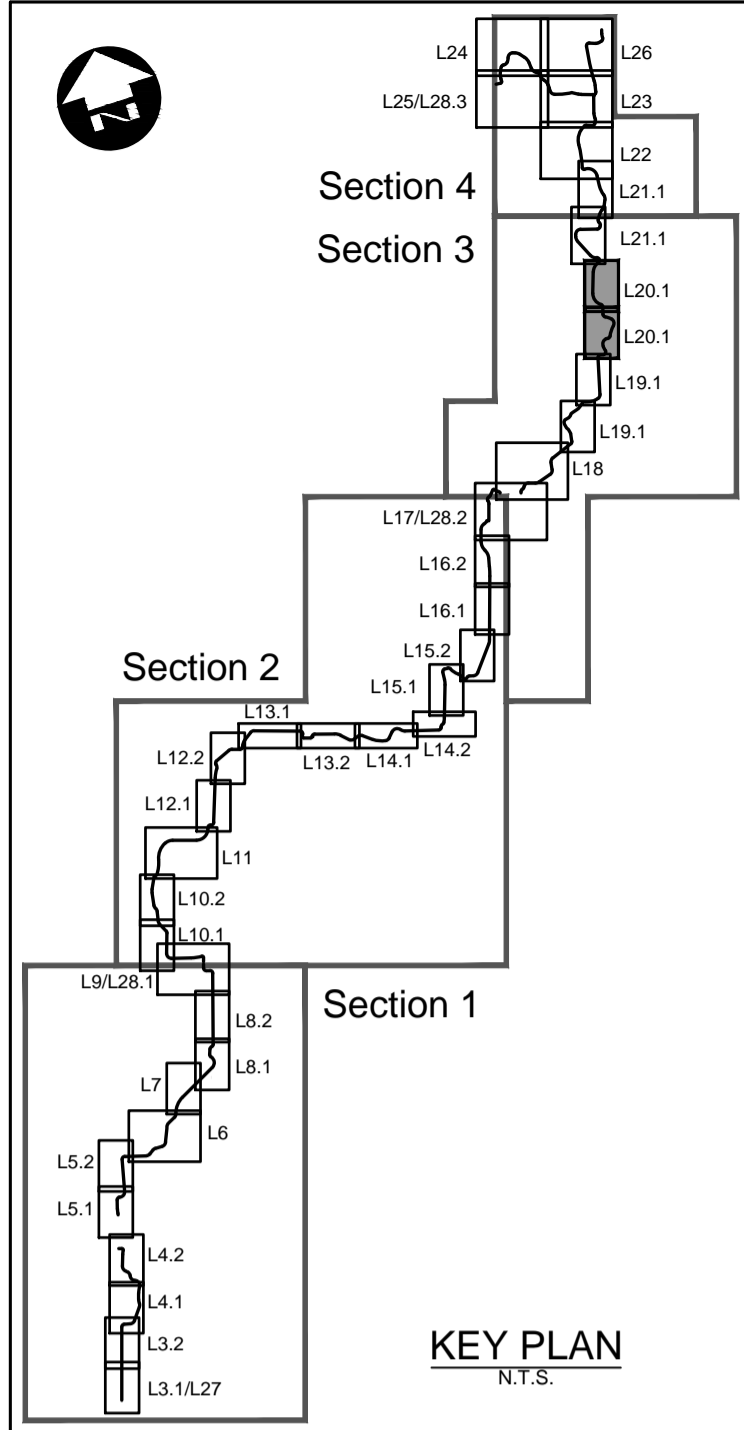 L24
L26
L25/L28.3
L23
L22
Section 4
L21.1
Section 3
L21.1
L20.1
L20.1
L19.1
L19.1
L18
L17/L28.2
L16.2
L16.1
L15.2
Section 2
L15.1
L13.1
L14.2
L12.2
L13.2
L14.1
L12.1
L11
L10.2
L10.1
L9/L28.1
Section 1
L8.2
L8.1
L7
L6
L5.2
L5.1
L4.2
L4.1
L3.2
L3.1/L27
KEY PLAN
N.T.S.
N